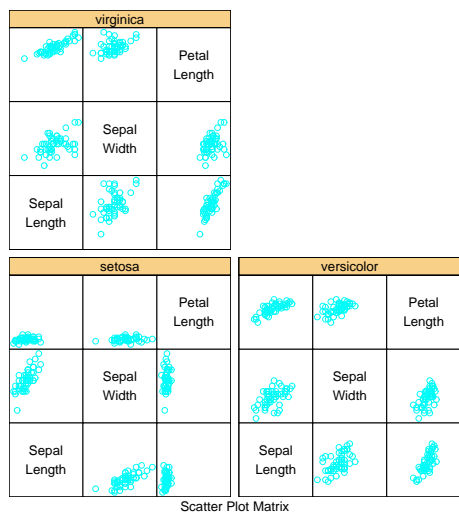 virginica
Petal
Length
Sepal
Width
Sepal
Length
setosa
Petal
Length
Sepal
Width
Sepal
Length
versicolor
Petal
Length
Sepal
Width
Sepal
Length
Scatter Plot Matrix